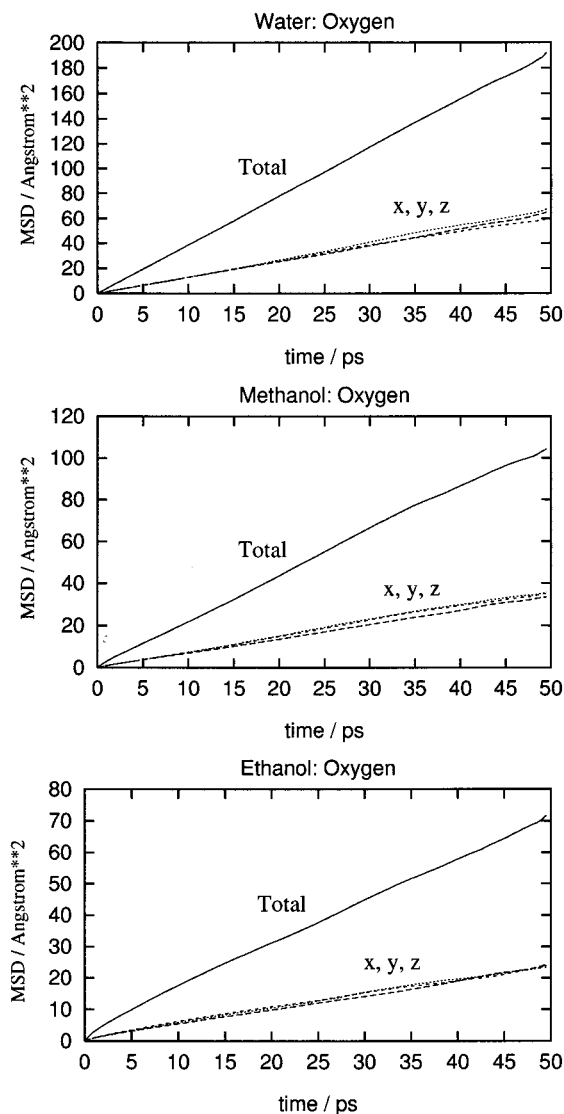 Water: Oxygen
200
180
160
140
120
100
80
60
40
20
0
MSD / Angstrom**2
Total
x, y, z
0 5 10 15 20 25 30 35 40 45 50
time / ps
Methanol: Oxygen
120
100
80
60
40
20
0
MSD / Angstrom**2
Total
x, y, z
0 5 10 15 20 25 30 35 40 45 50
time / ps
Ethanol: Oxygen
80
70
60
50
40
30
20
10
0
MSD / Angstrom**2
Total
x, y, z
0 5 10 15 20 25 30 35 40 45 50
time / ps